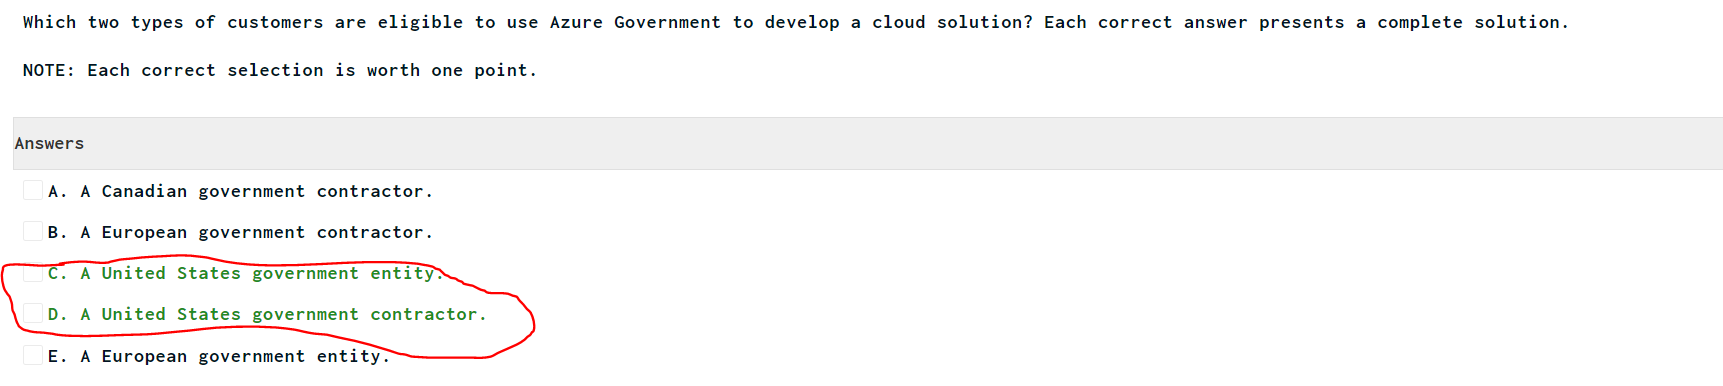 Which two types of customers are eligible to use Azure Government to develop a cloud solution? Each correct answer presents a complete solution.
NOTE: Each correct selection is worth one point.
Answers
A. A Canadian government contractor.
B. A European government contractor.
C. A United States government entity.
D. A United States government contractor.
E. A European government entity.